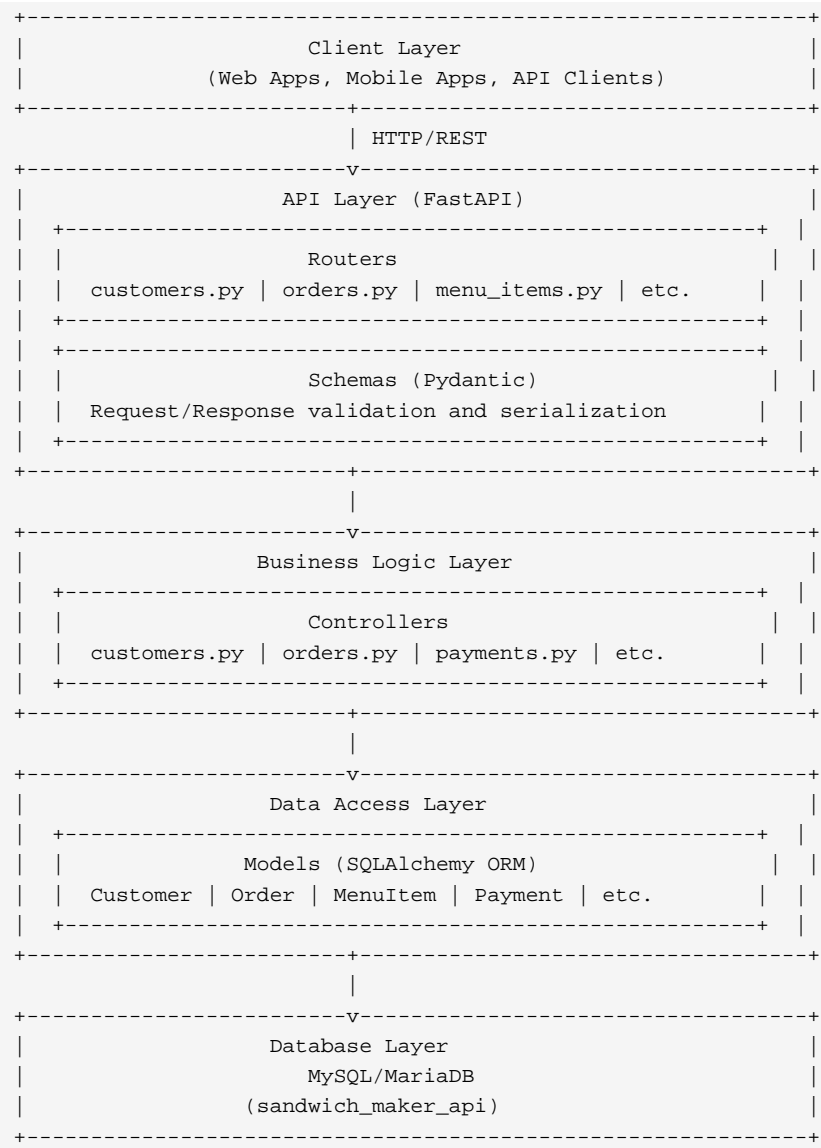 +-------------------------------------------------------------+
|                      Client Layer                           |
|              (Web Apps, Mobile Apps, API Clients)           |
+-------------------------+-----------------------------------+
                          | HTTP/REST
+-------------------------v-----------------------------------+
|                    API Layer (FastAPI)                      |
|  +------------------------------------------------------+  |
|  |                   Routers                             |  |
|  |  customers.py | orders.py | menu_items.py | etc.     |  |
|  +------------------------------------------------------+  |
|  +------------------------------------------------------+  |
|  |                   Schemas (Pydantic)                  |  |
|  |  Request/Response validation and serialization       |  |
|  +------------------------------------------------------+  |
+-------------------------+-----------------------------------+
                          |
+-------------------------v-----------------------------------+
|                  Business Logic Layer                       |
|  +------------------------------------------------------+  |
|  |                   Controllers                         |  |
|  |  customers.py | orders.py | payments.py | etc.       |  |
|  +------------------------------------------------------+  |
+-------------------------+-----------------------------------+
                          |
+-------------------------v-----------------------------------+
|                   Data Access Layer                         |
|  +------------------------------------------------------+  |
|  |              Models (SQLAlchemy ORM)                  |  |
|  |  Customer | Order | MenuItem | Payment | etc.        |  |
|  +------------------------------------------------------+  |
+-------------------------+-----------------------------------+
                          |
+-------------------------v-----------------------------------+
|                   Database Layer                            |
|                      MySQL/MariaDB                          |
|                 (sandwich_maker_api)                        |
+-------------------------------------------------------------+